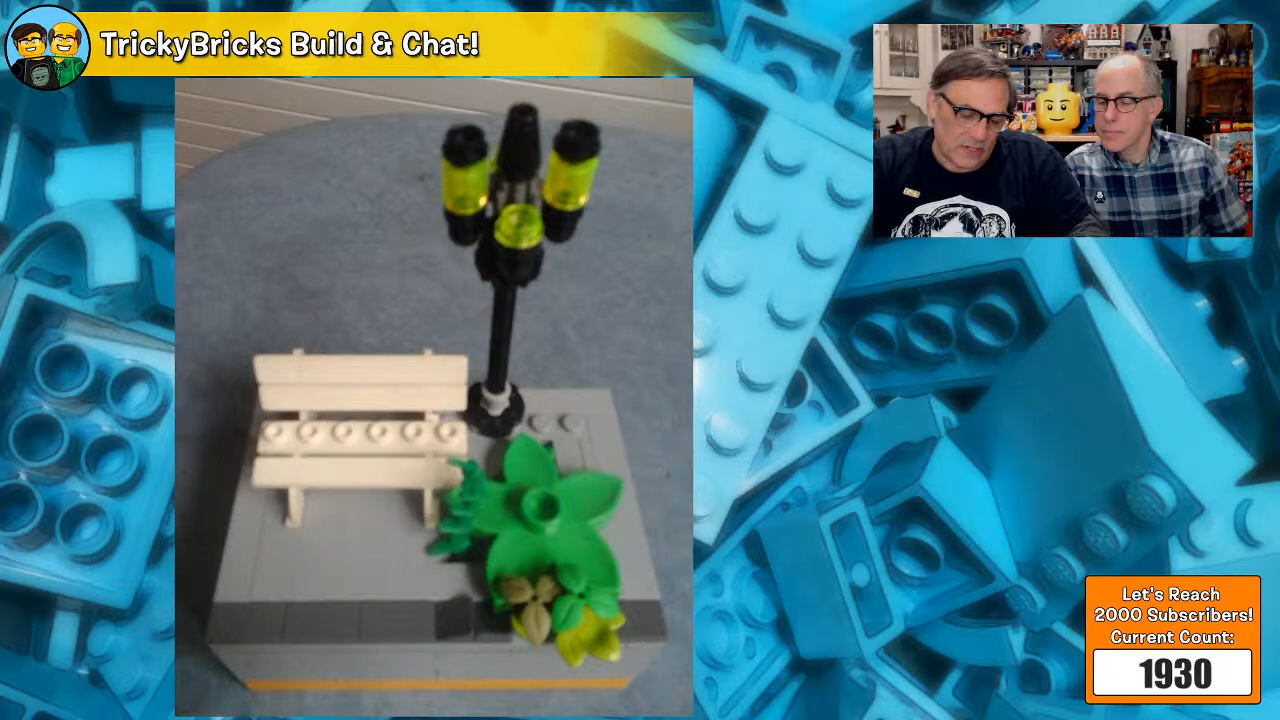 TrickyBricks Build & Chat!
Let's Reach
2000 Subscribers!
Current Count:
1930